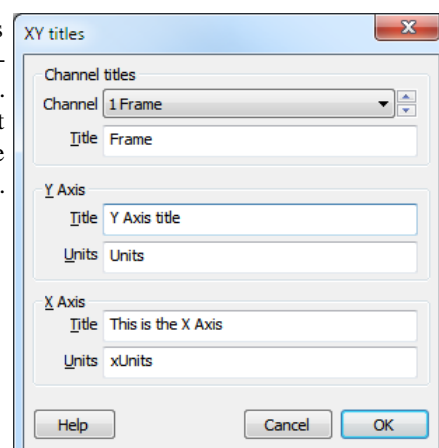 XY titles
Channel titles
Channel 1 Frame
Title Frame
Y Axis
Title Y Axis title
Units Units
X Axis
Title This is the X Axis
Units xUnits
Help Cancel OK